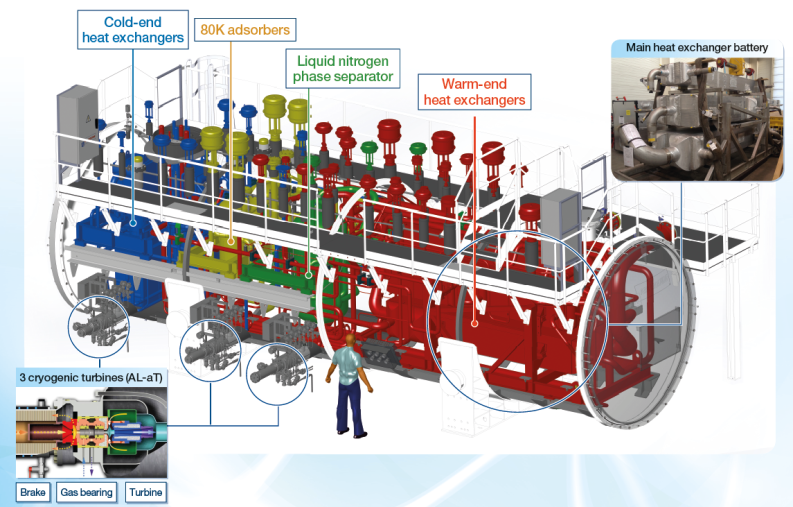 Cold-end
heat exchangers
80K adsorbers
Liquid nitrogen
phase separator
Warm-end
heat exchangers
Main heat exchanger battery
3 cryogenic turbines (AL-aT)
Brake
Gas bearing
Turbine